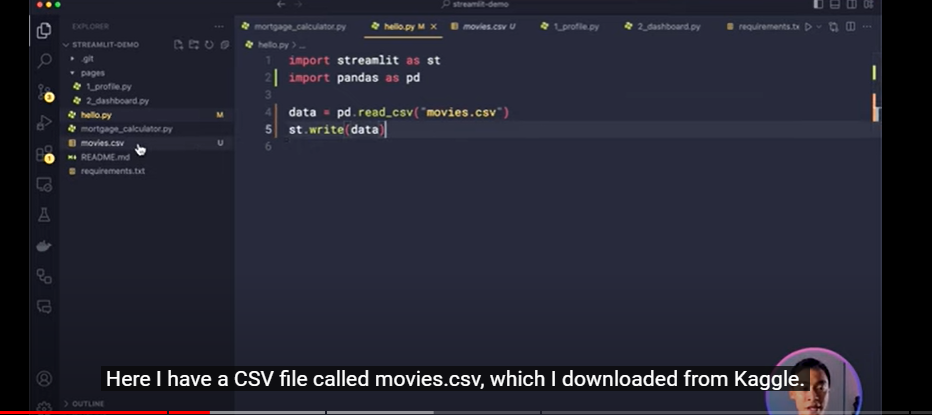 streamlit-demo
EXPLORER
mortgage_calculator.py
hello.py M
movies.csv U
1_profile.py
2_dashboard.py
requirements.tx
STREAMLIT-DEMO
hello.py > ...
.git
pages
1_profile.py
2_dashboard.py
hello.py M
mortgage_calculator.py
movies.csv U
README.md
requirements.txt
1 import streamlit as st
2 import pandas as pd
3
4 data = pd.read_csv("movies.csv")
5 st.write(data)
6
3
1
Here I have a CSV file called movies.csv, which I downloaded from Kaggle.
OUTLINE